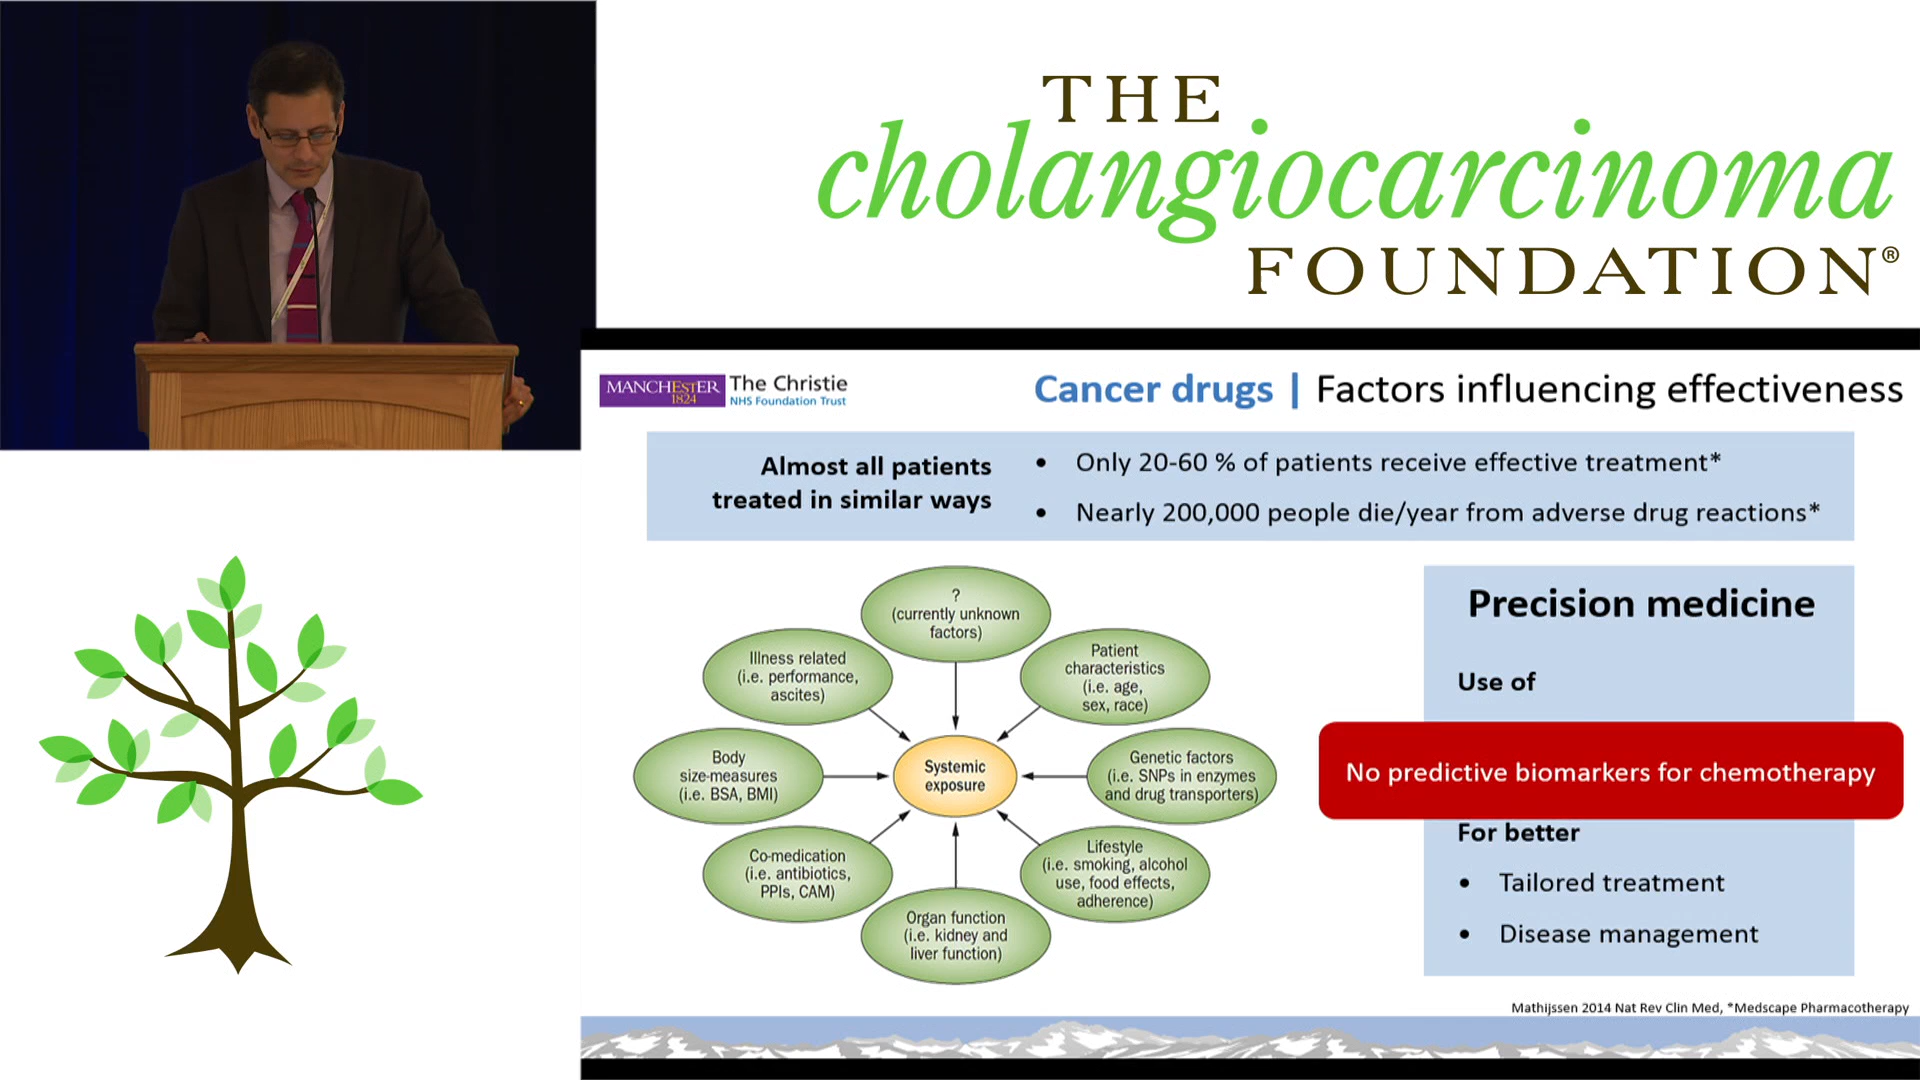 THE
cholangiocarcinoma
FOUNDATION®
MANCHESTER
1824
The Christie
NHS Foundation Trust
Cancer drugs | Factors influencing effectiveness
Almost all patients
treated in similar ways
• Only 20-60 % of patients receive effective treatment*
• Nearly 200,000 people die/year from adverse drug reactions*
?
(currently unknown
factors)
Illness related
(i.e. performance,
ascites)
Patient
characteristics
(i.e. age,
sex, race)
Body
size-measures
(i.e. BSA, BMI)
Systemic
exposure
Genetic factors
(i.e. SNPs in enzymes
and drug transporters)
Co-medication
(i.e. antibiotics,
PPIs, CAM)
Lifestyle
(i.e. smoking, alcohol
use, food effects,
adherence)
Organ function
(i.e. kidney and
liver function)
Precision medicine
Use of
No predictive biomarkers for chemotherapy
For better
• Tailored treatment
• Disease management
Mathijssen 2014 Nat Rev Clin Med, *Medscape Pharmacotherapy